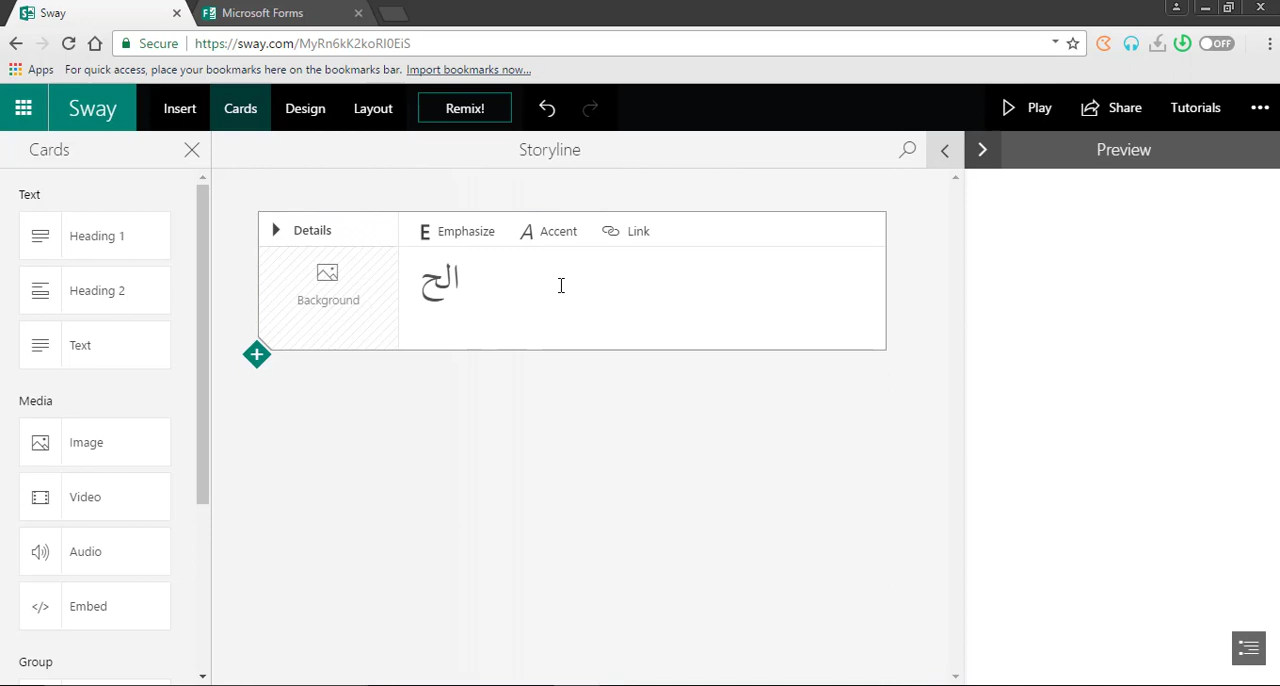 Sway
Microsoft Forms
Secure
https://sway.com/MyRn6kK2koRl0EiS
OFF
Apps
For quick access, place your bookmarks here on the bookmarks bar. Import bookmarks now...
Sway
Insert
Cards
Design
Layout
Remix!
Play
Share
Tutorials
Cards
Storyline
Preview
Text
Heading 1
Heading 2
Text
Media
Image
Video
Audio
Embed
Group
Details
E Emphasize
A Accent
Link
Background
الح